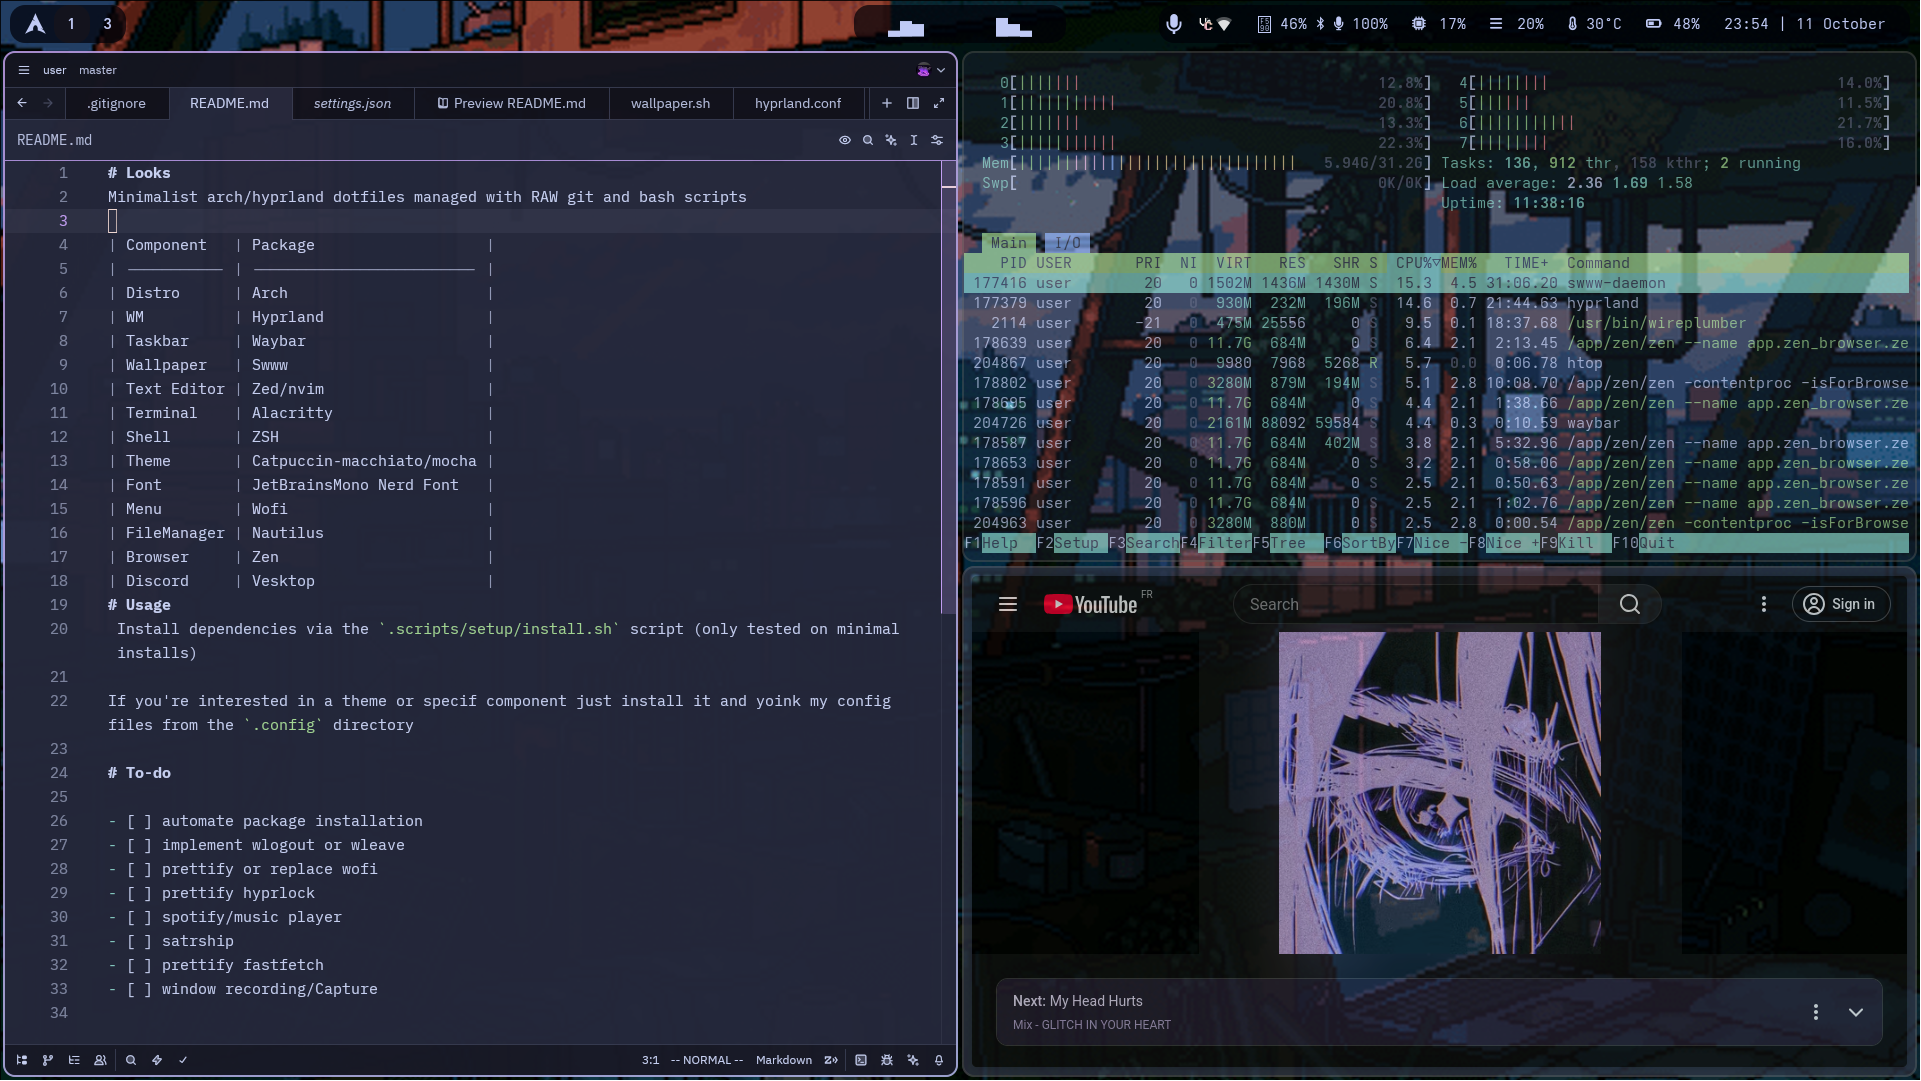 1 3
46% 100% 17% 20% 30°C 48% 23:54 | 11 October
user master
.gitignore README.md settings.json Preview README.md wallpaper.sh hyprland.conf
README.md
1 # Looks
2 Minimalist arch/hyprland dotfiles managed with RAW git and bash scripts
3
4 | Component | Package |
5 | ——————————— | ————————————————————————— |
6 | Distro | Arch |
7 | WM | Hyprland |
8 | Taskbar | Waybar |
9 | Wallpaper | Swww |
10 | Text Editor | Zed/nvim |
11 | Terminal | Alacritty |
12 | Shell | ZSH |
13 | Theme | Catpuccin-macchiato/mocha |
14 | Font | JetBrainsMono Nerd Font |
15 | Menu | Wofi |
16 | FileManager | Nautilus |
17 | Browser | Zen |
18 | Discord | Vesktop |
19 # Usage
20 Install dependencies via the `.scripts/setup/install.sh` script (only tested on minimal
installs)
21
22 If you're interested in a theme or specif component just install it and yoink my config
files from the `.config` directory
23
24 # To-do
25
26 - [ ] automate package installation
27 - [ ] implement wlogout or wleave
28 - [ ] prettify or replace wofi
29 - [ ] prettify hyprlock
30 - [ ] spotify/music player
31 - [ ] satrship
32 - [ ] prettify fastfetch
33 - [ ] window recording/Capture
34
3:1 -- NORMAL -- Markdown
0[||||||| 12.8%] 4[|||||||| 14.0%]
1[||||||||||| 20.8%] 5[|||||| 11.5%]
2[||||||| 13.3%] 6[||||||||||| 21.7%]
3[||||||||||| 22.3%] 7[|||||||| 16.0%]
Mem[||||||||||||||||||||||||||||||| 5.94G/31.2G] Tasks: 136, 912 thr, 158 kthr; 2 running
Swp[ 0K/0K] Load average: 2.36 1.69 1.58
Uptime: 11:38:16
Main I/O
PID USER PRI NI VIRT RES SHR S CPU%▽MEM% TIME+ Command
177416 user 20 0 1502M 1436M 1430M S 15.3 4.5 31:06.20 swww-daemon
177379 user 20 0 930M 232M 196M S 14.6 0.7 21:44.63 hyprland
2114 user -21 0 475M 25556 0 S 9.5 0.1 18:37.68 /usr/bin/wireplumber
178639 user 20 0 11.7G 684M 0 S 6.4 2.1 2:13.45 /app/zen/zen --name app.zen_browser.ze
204867 user 20 0 9980 7968 5268 R 5.7 0.0 0:06.78 htop
178802 user 20 0 3280M 879M 194M S 5.1 2.8 10:08.70 /app/zen/zen -contentproc -isForBrowse
178695 user 20 0 11.7G 684M 0 S 4.4 2.1 1:38.66 /app/zen/zen --name app.zen_browser.ze
204726 user 20 0 2161M 88092 59584 S 4.4 0.3 0:10.59 waybar
178587 user 20 0 11.7G 684M 402M S 3.8 2.1 5:32.96 /app/zen/zen --name app.zen_browser.ze
178653 user 20 0 11.7G 684M 0 S 3.2 2.1 0:58.06 /app/zen/zen --name app.zen_browser.ze
178591 user 20 0 11.7G 684M 0 S 2.5 2.1 0:50.63 /app/zen/zen --name app.zen_browser.ze
178596 user 20 0 11.7G 684M 0 S 2.5 2.1 1:02.76 /app/zen/zen --name app.zen_browser.ze
204963 user 20 0 3280M 880M 0 S 2.5 2.8 0:00.54 /app/zen/zen -contentproc -isForBrowse
F1Help F2Setup F3SearchF4FilterF5Tree F6SortByF7Nice -F8Nice +F9Kill F10Quit
YouTube FR Search Sign in
Next: My Head Hurts
Mix - GLITCH IN YOUR HEART